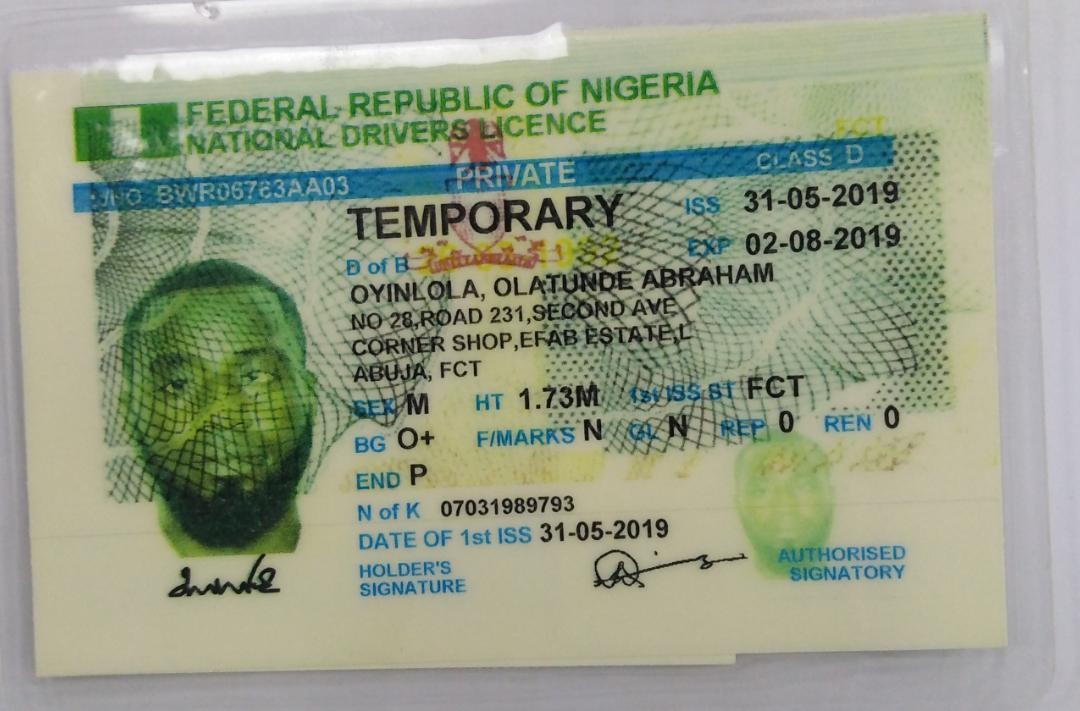 FEDERAL REPUBLIC OF NIGERIA
NATIONAL DRIVERS LICENCE
FCT
L/NO BWR06763AA03 PRIVATE CLASS D
TEMPORARY ISS 31-05-2019
EXP 02-08-2019
D of B
OYINLOLA, OLATUNDE ABRAHAM
NO 28,ROAD 231,SECOND AVE
CORNER SHOP,EFAB ESTATE,L
ABUJA, FCT
SEX M HT 1.73M 1st ISS ST FCT
BG O+ F/MARKS N GL N REP 0 REN 0
END P
N of K 07031989793
DATE OF 1st ISS 31-05-2019
HOLDER'S
SIGNATURE
AUTHORISED
SIGNATORY